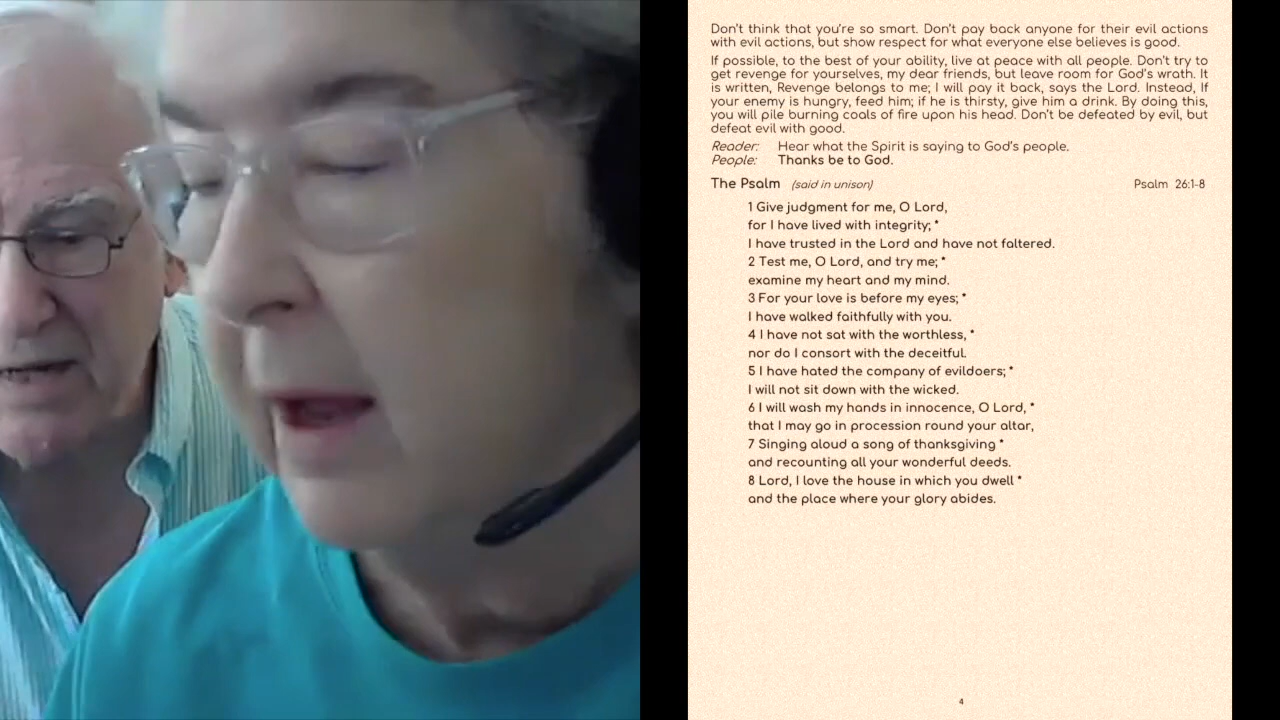 Don't think that you're so smart. Don't pay back anyone for their evil actions
with evil actions, but show respect for what everyone else believes is good.
If possible, to the best of your ability, live at peace with all people. Don't try to
get revenge for yourselves, my dear friends, but leave room for God's wrath. It
is written, Revenge belongs to me; I will pay it back, says the Lord. Instead, If
your enemy is hungry, feed him; if he is thirsty, give him a drink. By doing this,
you will pile burning coals of fire upon his head. Don't be defeated by evil, but
defeat evil with good.
Reader: Hear what the Spirit is saying to God's people.
People: Thanks be to God.
The Psalm (said in unison) Psalm 26:1-8
1 Give judgment for me, O Lord,
for I have lived with integrity; *
I have trusted in the Lord and have not faltered.
2 Test me, O Lord, and try me; *
examine my heart and my mind.
3 For your love is before my eyes; *
I have walked faithfully with you.
4 I have not sat with the worthless, *
nor do I consort with the deceitful.
5 I have hated the company of evildoers; *
I will not sit down with the wicked.
6 I will wash my hands in innocence, O Lord, *
that I may go in procession round your altar,
7 Singing aloud a song of thanksgiving *
and recounting all your wonderful deeds.
8 Lord, I love the house in which you dwell *
and the place where your glory abides.
4